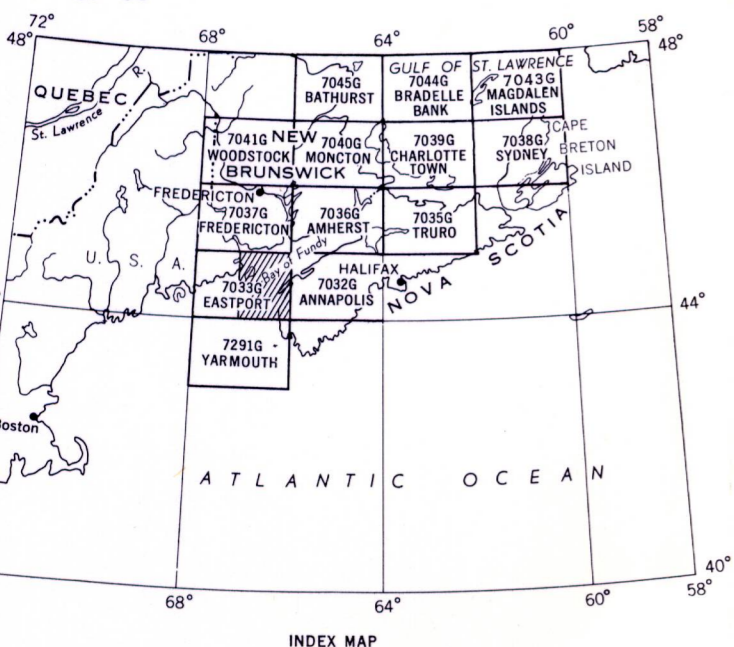 72°
68°
64°
60°
58°
48°
48°
GULF OF ST. LAWRENCE
7045G
BATHURST
7044G
BRADELLE
BANK
7043G
MAGDALEN
ISLANDS
R.
QUEBEC
St. Lawrence
7041G
WOODSTOCK
NEW
BRUNSWICK
7040G
MONCTON
7039G
CHARLOTTE
TOWN
7038G
SYDNEY
CAPE
BRETON
ISLAND
FREDERICTON
7037G
FREDERICTON
7036G
AMHERST
7035G
TRURO
NOVA SCOTIA
U. S. A.
Bay of Fundy
HALIFAX
7033G
EASTPORT
7032G
ANNAPOLIS
44°
7291G
YARMOUTH
Boston
ATLANTIC OCEAN
40°
68°
64°
60°
58°
INDEX MAP